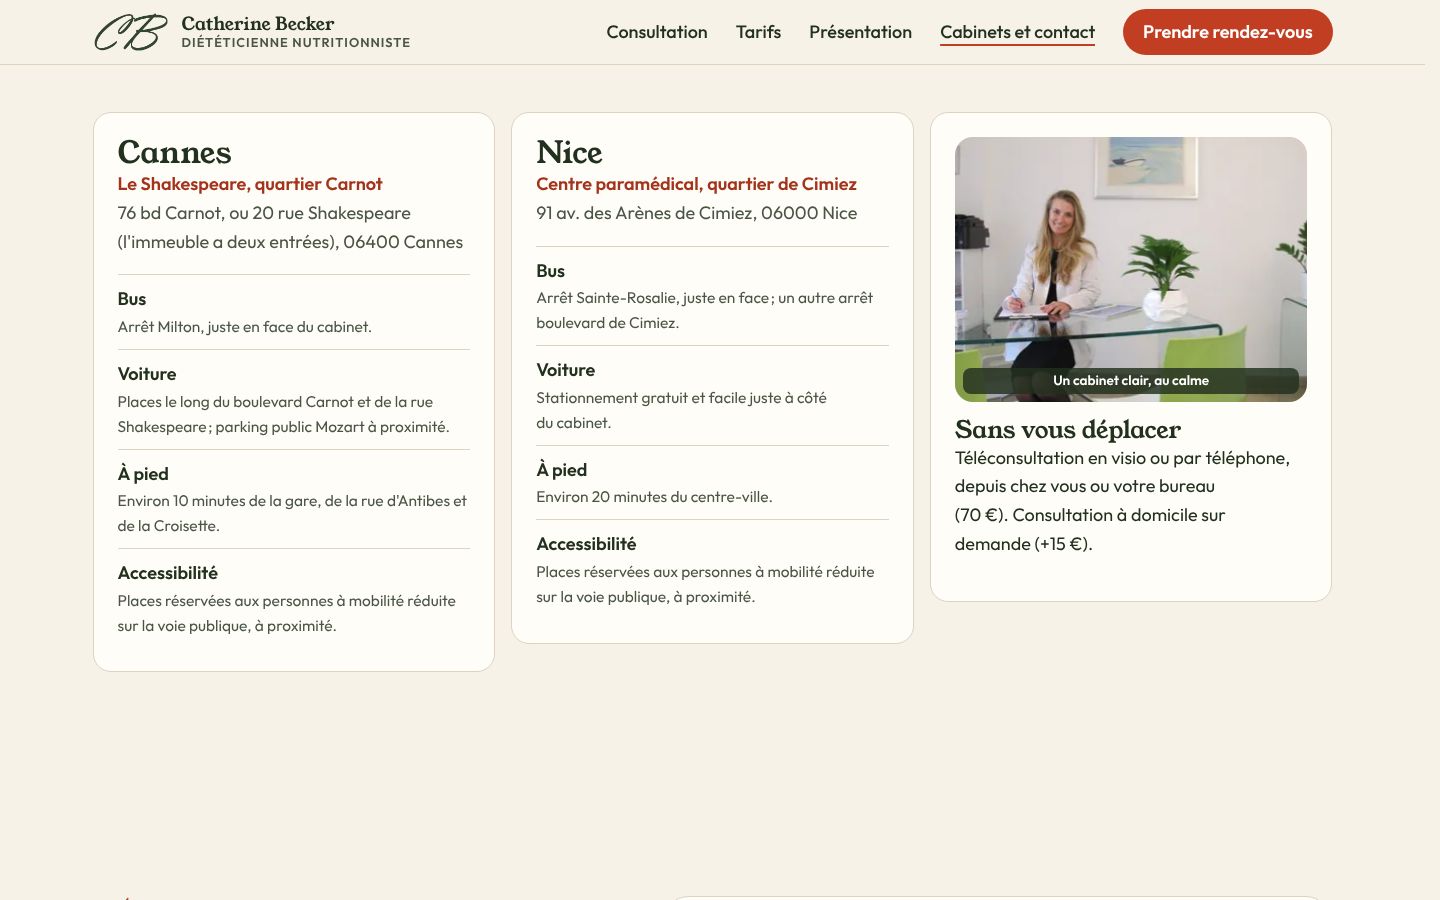 CB
Catherine Becker
DIÉTÉTICIENNE NUTRITIONNISTE
Consultation
Tarifs
Présentation
Cabinets et contact
Prendre rendez-vous
Cannes
Le Shakespeare, quartier Carnot
76 bd Carnot, ou 20 rue Shakespeare
(l'immeuble a deux entrées), 06400 Cannes
Bus
Arrêt Milton, juste en face du cabinet.
Voiture
Places le long du boulevard Carnot et de la rue
Shakespeare ; parking public Mozart à proximité.
À pied
Environ 10 minutes de la gare, de la rue d'Antibes et
de la Croisette.
Accessibilité
Places réservées aux personnes à mobilité réduite
sur la voie publique, à proximité.
Nice
Centre paramédical, quartier de Cimiez
91 av. des Arènes de Cimiez, 06000 Nice
Bus
Arrêt Sainte-Rosalie, juste en face ; un autre arrêt
boulevard de Cimiez.
Voiture
Stationnement gratuit et facile juste à côté
du cabinet.
À pied
Environ 20 minutes du centre-ville.
Accessibilité
Places réservées aux personnes à mobilité réduite
sur la voie publique, à proximité.
Un cabinet clair, au calme
Sans vous déplacer
Téléconsultation en visio ou par téléphone,
depuis chez vous ou votre bureau
(70 €). Consultation à domicile sur
demande (+15 €).